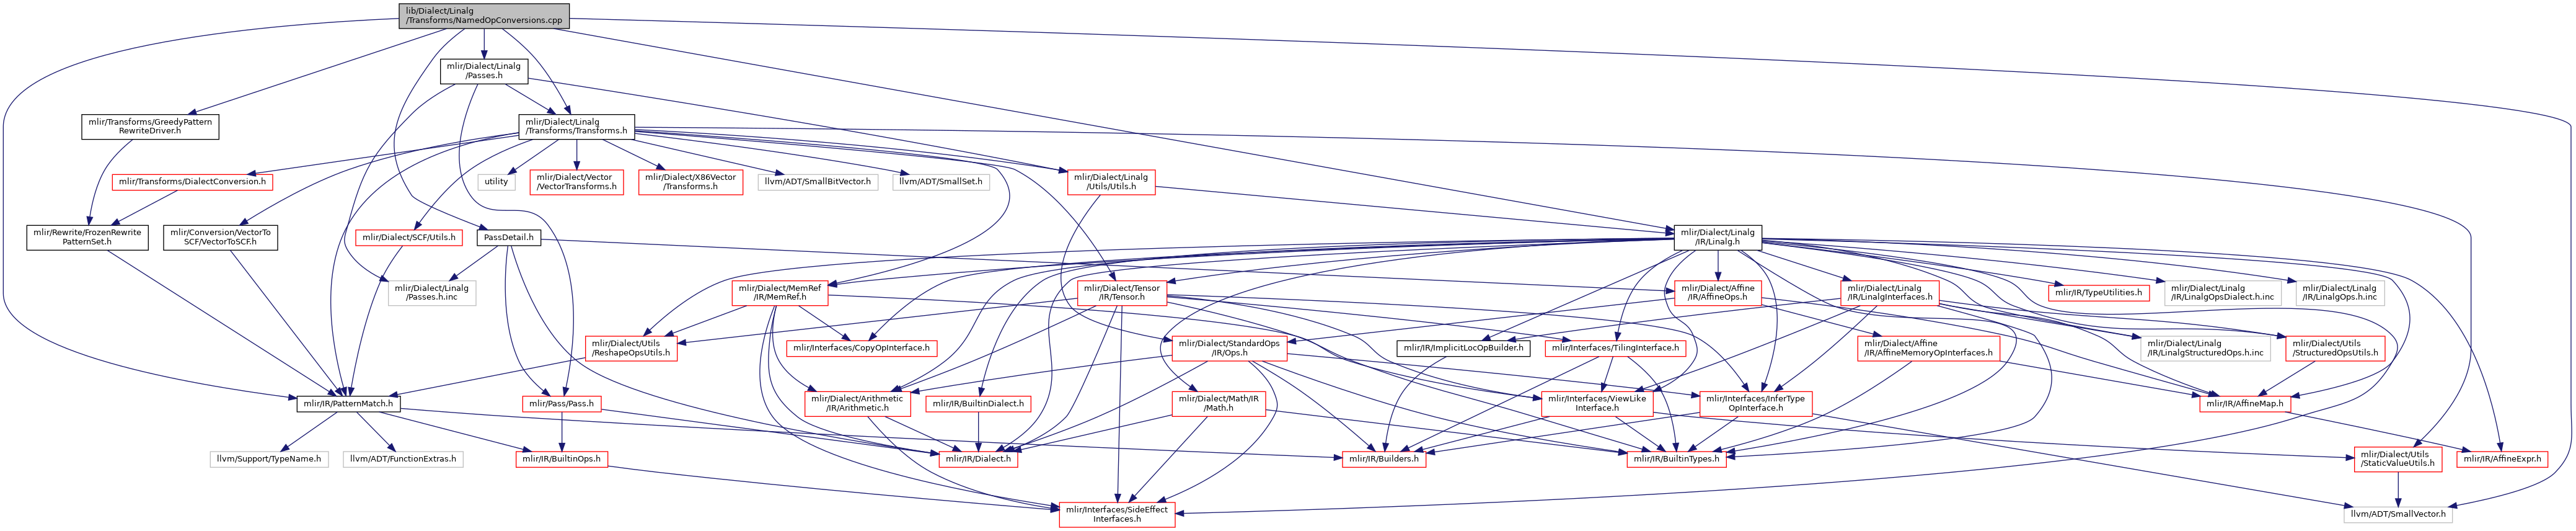 lib/Dialect/Linalg
/Transforms/NamedOpConversions.cpp
mlir/Dialect/Linalg
/Passes.h
mlir/Transforms/GreedyPattern
RewriteDriver.h
mlir/Dialect/Linalg
/Transforms/Transforms.h
mlir/Transforms/DialectConversion.h
utility
mlir/Dialect/Vector
/VectorTransforms.h
mlir/Dialect/X86Vector
/Transforms.h
llvm/ADT/SmallBitVector.h
llvm/ADT/SmallSet.h
mlir/Dialect/Linalg
/Utils/Utils.h
mlir/Rewrite/FrozenRewrite
PatternSet.h
mlir/Conversion/VectorTo
SCF/VectorToSCF.h
mlir/Dialect/SCF/Utils.h
PassDetail.h
mlir/Dialect/Linalg
/IR/Linalg.h
mlir/Dialect/Linalg
/Passes.h.inc
mlir/Dialect/MemRef
/IR/MemRef.h
mlir/Dialect/Tensor
/IR/Tensor.h
mlir/Dialect/Affine
/IR/AffineOps.h
mlir/Dialect/Linalg
/IR/LinalgInterfaces.h
mlir/IR/TypeUtilities.h
mlir/Dialect/Linalg
/IR/LinalgOpsDialect.h.inc
mlir/Dialect/Linalg
/IR/LinalgOps.h.inc
mlir/Dialect/Utils
/ReshapeOpsUtils.h
mlir/Interfaces/CopyOpInterface.h
mlir/Dialect/StandardOps
/IR/Ops.h
mlir/IR/ImplicitLocOpBuilder.h
mlir/Interfaces/TilingInterface.h
mlir/Dialect/Affine
/IR/AffineMemoryOpInterfaces.h
mlir/Dialect/Linalg
/IR/LinalgStructuredOps.h.inc
mlir/Dialect/Utils
/StructuredOpsUtils.h
mlir/IR/PatternMatch.h
mlir/Pass/Pass.h
mlir/Dialect/Arithmetic
/IR/Arithmetic.h
mlir/IR/BuiltinDialect.h
mlir/Dialect/Math/IR
/Math.h
mlir/Interfaces/ViewLike
Interface.h
mlir/Interfaces/InferType
OpInterface.h
mlir/IR/AffineMap.h
llvm/Support/TypeName.h
llvm/ADT/FunctionExtras.h
mlir/IR/BuiltinOps.h
mlir/IR/Dialect.h
mlir/IR/Builders.h
mlir/IR/BuiltinTypes.h
mlir/Dialect/Utils
/StaticValueUtils.h
mlir/IR/AffineExpr.h
mlir/Interfaces/SideEffect
Interfaces.h
llvm/ADT/SmallVector.h